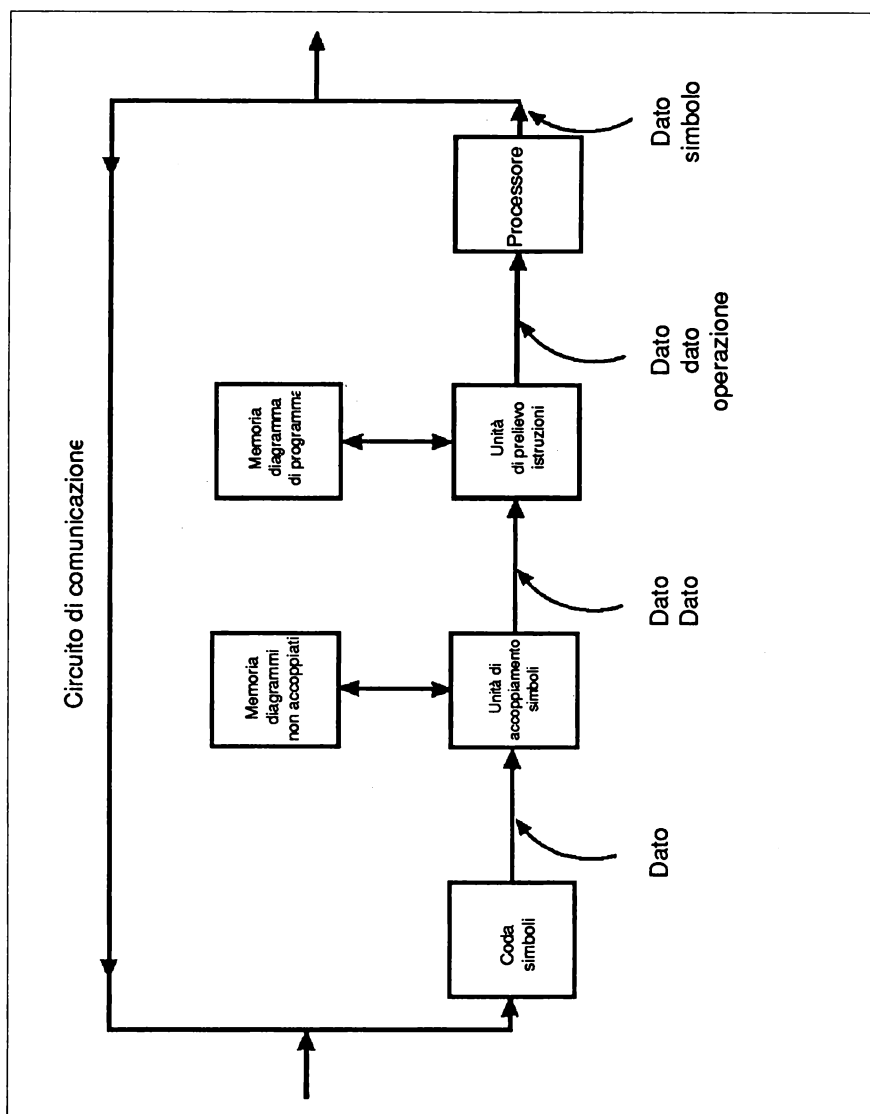 Circuito di comunicazione
Memoria
diagrammi
non accoppiati
Memoria
diagramma
di programma
Coda
simboli
Unità di
accoppiamento
simboli
Unità
di prelievo
istruzioni
Processore
Dato
Dato
Dato
Dato
dato
operazione
Dato
simbolo